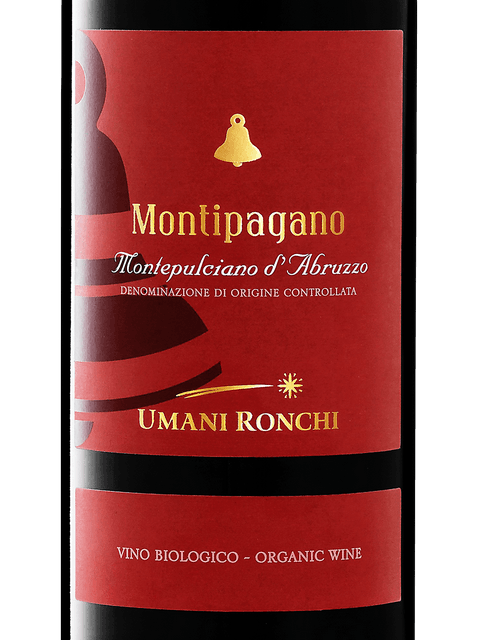 Montipagano
Montepulciano d'Abruzzo
DENOMINAZIONE DI ORIGINE CONTROLLATA
UMANI RONCHI
VINO BIOLOGICO - ORGANIC WINE